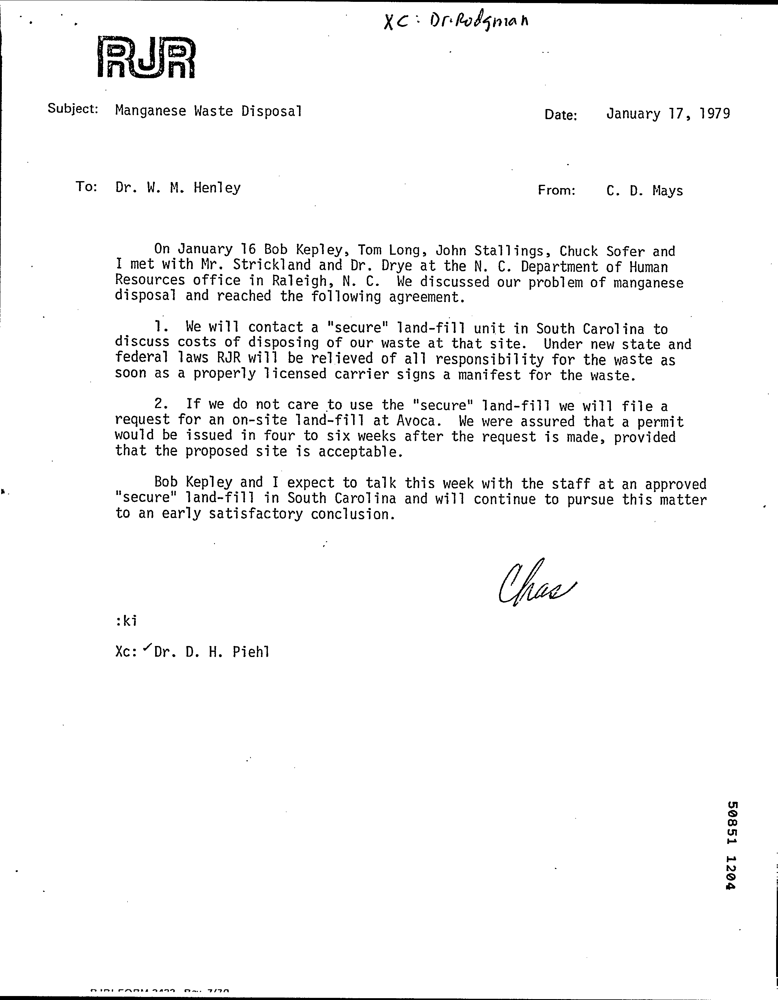 XC: Dr. Rodgman
RJR
Subject: Manganese Waste Disposal
Date: January 17, 1979
To: Dr. W. M. Henley
From: C. D. Mays
On January 16 Bob Kepley, Tom Long, John Stallings, Chuck Sofer and
I met with Mr. Strickland and Dr. Drye at the N. C. Department of Human
Resources office in Raleigh, N. C. We discussed our problem of manganese
disposal and reached the following agreement.
1. We will contact a "secure" land-fill unit in South Carolina to
discuss costs of disposing of our waste at that site. Under new state and
federal laws RJR will be relieved of all responsibility for the waste as
soon as a properly licensed carrier signs a manifest for the waste.
2. If we do not care to use the "secure" land-fill we will file a
request for an on-site land-fill at Avoca. We were assured that a permit
would be issued in four to six weeks after the request is made, provided
that the proposed site is acceptable.
Bob Kepley and I expect to talk this week with the staff at an approved
"secure" land-fill in South Carolina and will continue to pursue this matter
to an early satisfactory conclusion.
Chas
:ki
Xc: ✓Dr. D. H. Piehl
50851 1204